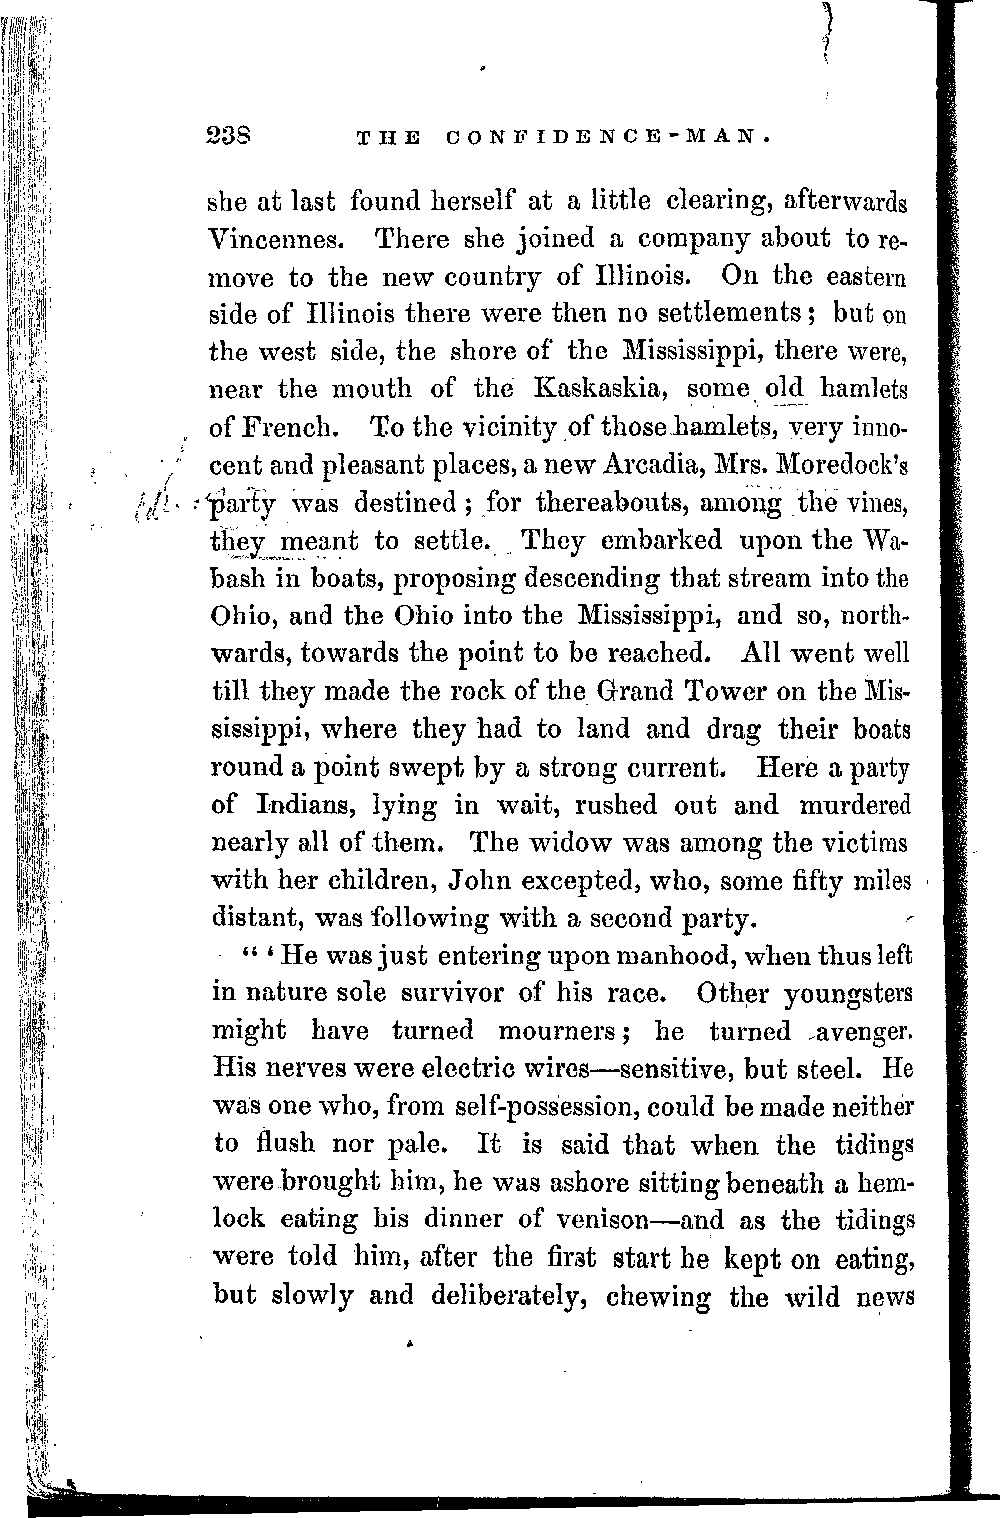 238 THE CONFIDENCE-MAN.
she at last found herself at a little clearing, afterwards
Vincennes. There she joined a company about to re-
move to the new country of Illinois. On the eastern
side of Illinois there were then no settlements; but on
the west side, the shore of the Mississippi, there were,
near the mouth of the Kaskaskia, some old hamlets
of French. To the vicinity of those hamlets, very inno-
cent and pleasant places, a new Arcadia, Mrs. Moredock's
party was destined; for thereabouts, among the vines,
they meant to settle. They embarked upon the Wa-
bash in boats, proposing descending that stream into the
Ohio, and the Ohio into the Mississippi, and so, north-
wards, towards the point to be reached. All went well
till they made the rock of the Grand Tower on the Mis-
sissippi, where they had to land and drag their boats
round a point swept by a strong current. Here a party
of Indians, lying in wait, rushed out and murdered
nearly all of them. The widow was among the victims
with her children, John excepted, who, some fifty miles
distant, was following with a second party.
" 'He was just entering upon manhood, when thus left
in nature sole survivor of his race. Other youngsters
might have turned mourners; he turned avenger.
His nerves were electric wires—sensitive, but steel. He
was one who, from self-possession, could be made neither
to flush nor pale. It is said that when the tidings
were brought him, he was ashore sitting beneath a hem-
lock eating his dinner of venison—and as the tidings
were told him, after the first start he kept on eating,
but slowly and deliberately, chewing the wild news